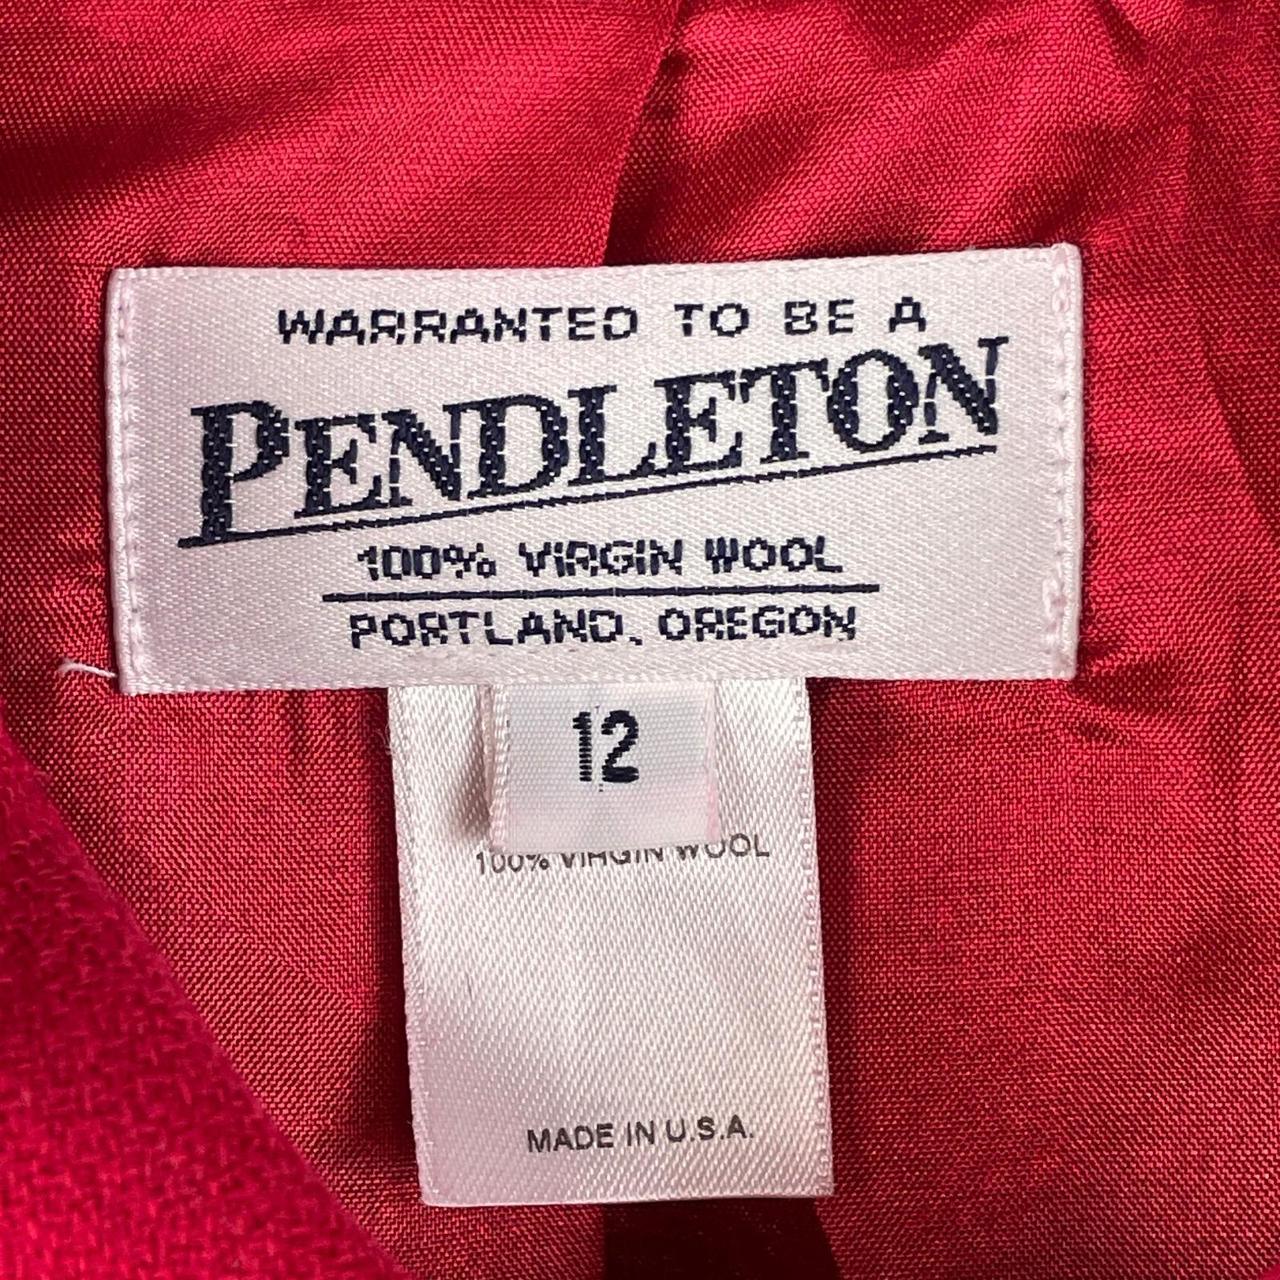 WARRANTED TO BE A
PENDLETON
100% VIRGIN WOOL
PORTLAND, OREGON
12
100% VIRGIN WOOL
MADE IN U.S.A.